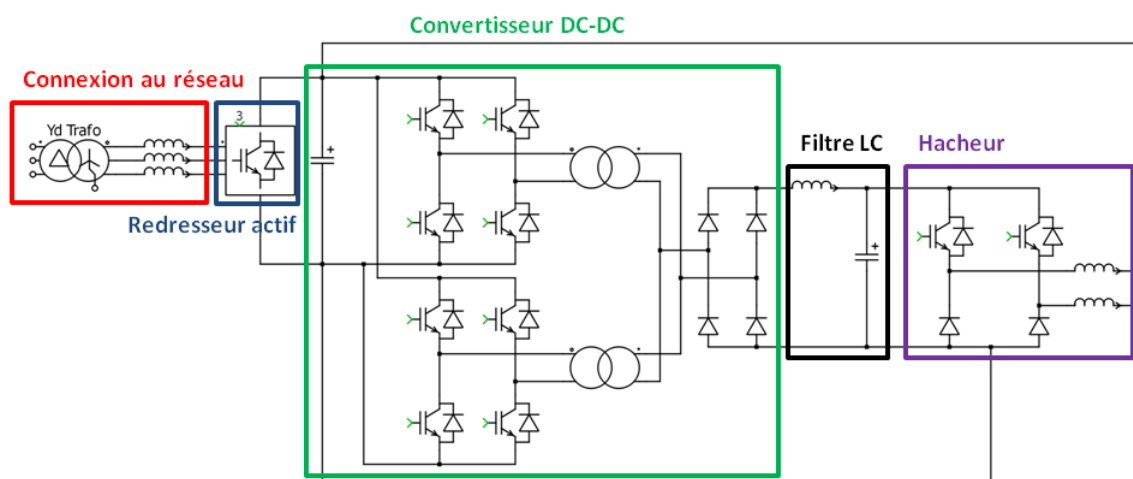 Convertisseur DC-DC
Connexion au réseau
3
Yd Trafo
Filtre LC
Hacheur
Redresseur actif